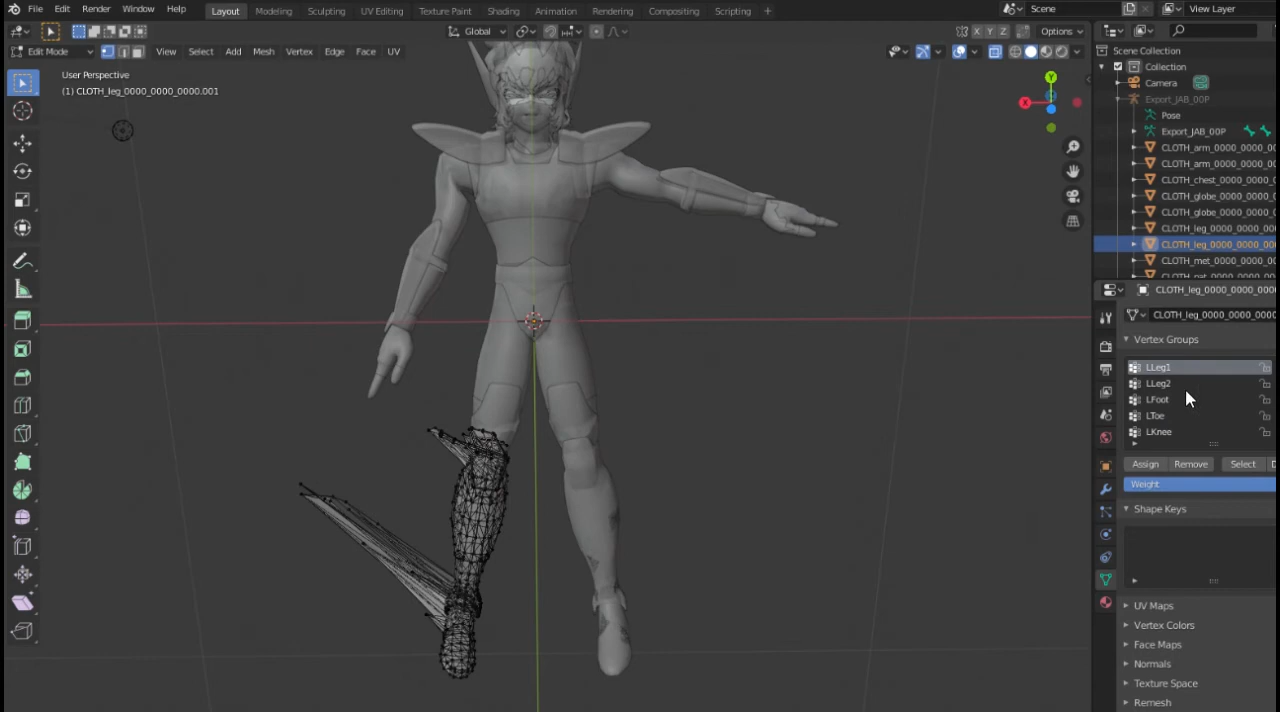 File Edit Render Window Help Layout Modeling Sculpting UV Editing Texture Paint Shading Animation Rendering Compositing Scripting + Scene View Layer
Global X Y Z Options
Edit Mode View Select Add Mesh Vertex Edge Face UV
Scene Collection
Collection
User Perspective
(1) CLOTH_leg_0000_0000_0000.001
Y
X
Camera
Export_JAB_00P
Pose
Export_JAB_00P
CLOTH_arm_0000_0000_00
CLOTH_arm_0000_0000_00
CLOTH_chest_0000_0000_0
CLOTH_globe_0000_0000_0
CLOTH_globe_0000_0000_0
CLOTH_leg_0000_0000_00
CLOTH_leg_0000_0000_00
CLOTH_met_0000_0000_00
CLOTH_leg_0000_0000_000
CLOTH_leg_0000_0000_000
Vertex Groups
LLeg1
LLeg2
LFoot
LToe
LKnee
Assign Remove Select D
Weight
Shape Keys
UV Maps
Vertex Colors
Face Maps
Normals
Texture Space
Remesh